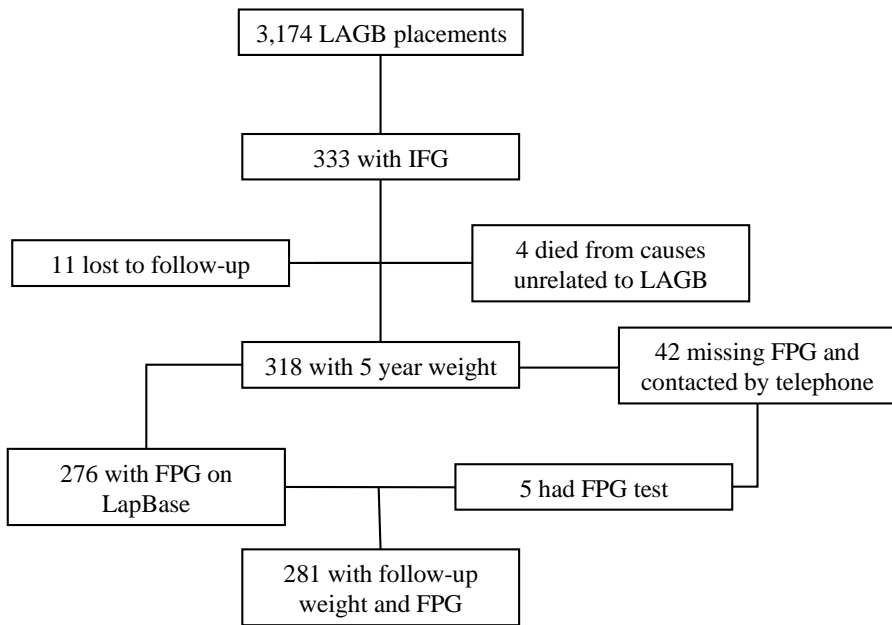 3,174 LAGB placements
333 with IFG
11 lost to follow-up
4 died from causes
unrelated to LAGB
318 with 5 year weight
42 missing FPG and
contacted by telephone
276 with FPG on
LapBase
5 had FPG test
281 with follow-up
weight and FPG